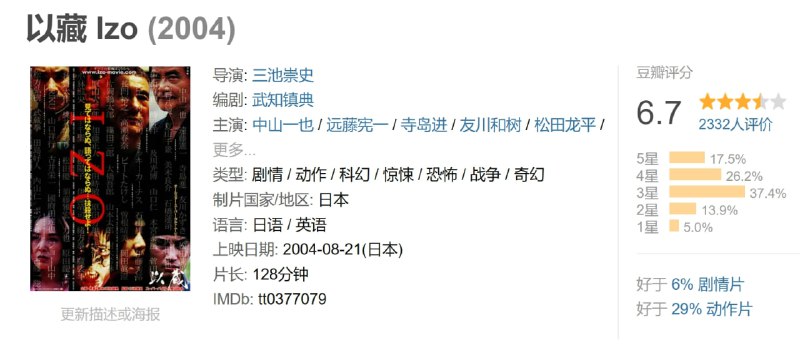 以藏 Izo (2004)
www.izo-movie.com
IZO
以蔵
更新描述或海报
导演: 三池崇史
编剧: 武知镇典
主演: 中山一也 / 远藤宪一 / 寺岛进 / 友川和树 / 松田龙平 /
更多...
类型: 剧情 / 动作 / 科幻 / 惊悚 / 恐怖 / 战争 / 奇幻
制片国家/地区: 日本
语言: 日语 / 英语
上映日期: 2004-08-21(日本)
片长: 128分钟
IMDb: tt0377079
豆瓣评分
6.7
2332人评价
5星 17.5%
4星 26.2%
3星 37.4%
2星 13.9%
1星 5.0%
好于 6% 剧情片
好于 29% 动作片